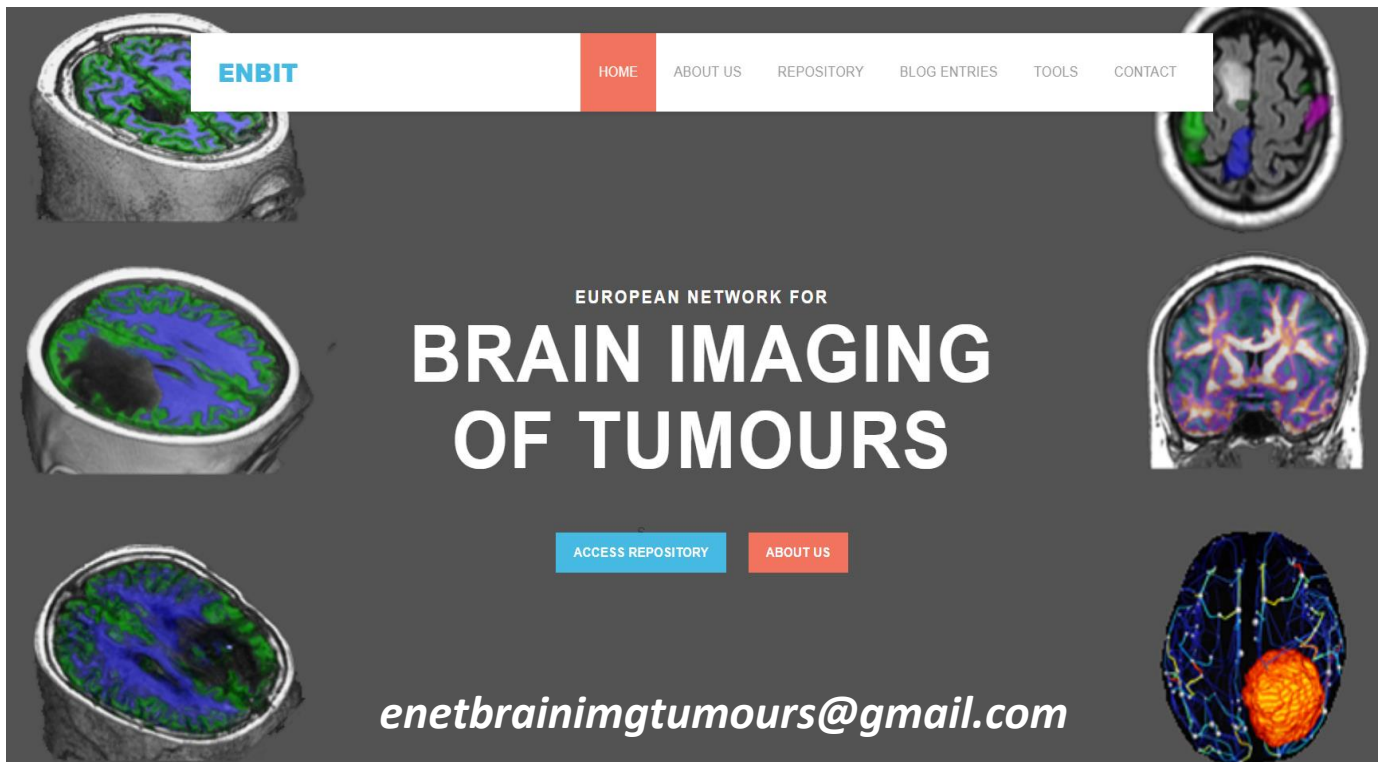 ENBIT
HOME ABOUT US REPOSITORY BLOG ENTRIES TOOLS CONTACT
EUROPEAN NETWORK FOR
BRAIN IMAGING
OF TUMOURS
ACCESS REPOSITORY ABOUT US
enetbrainimgtumours@gmail.com